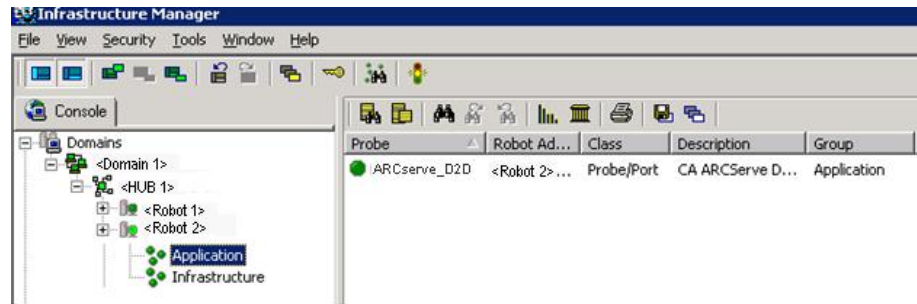 Infrastructure Manager
File View Security Tools Window Help
Console
Domains
<Domain 1>
<HUB 1>
<Robot 1>
<Robot 2>
Application
Infrastructure
Probe Robot Ad... Class Description Group
ARCserve_D2D <Robot 2>... Probe/Port CA ARCServe D... Application